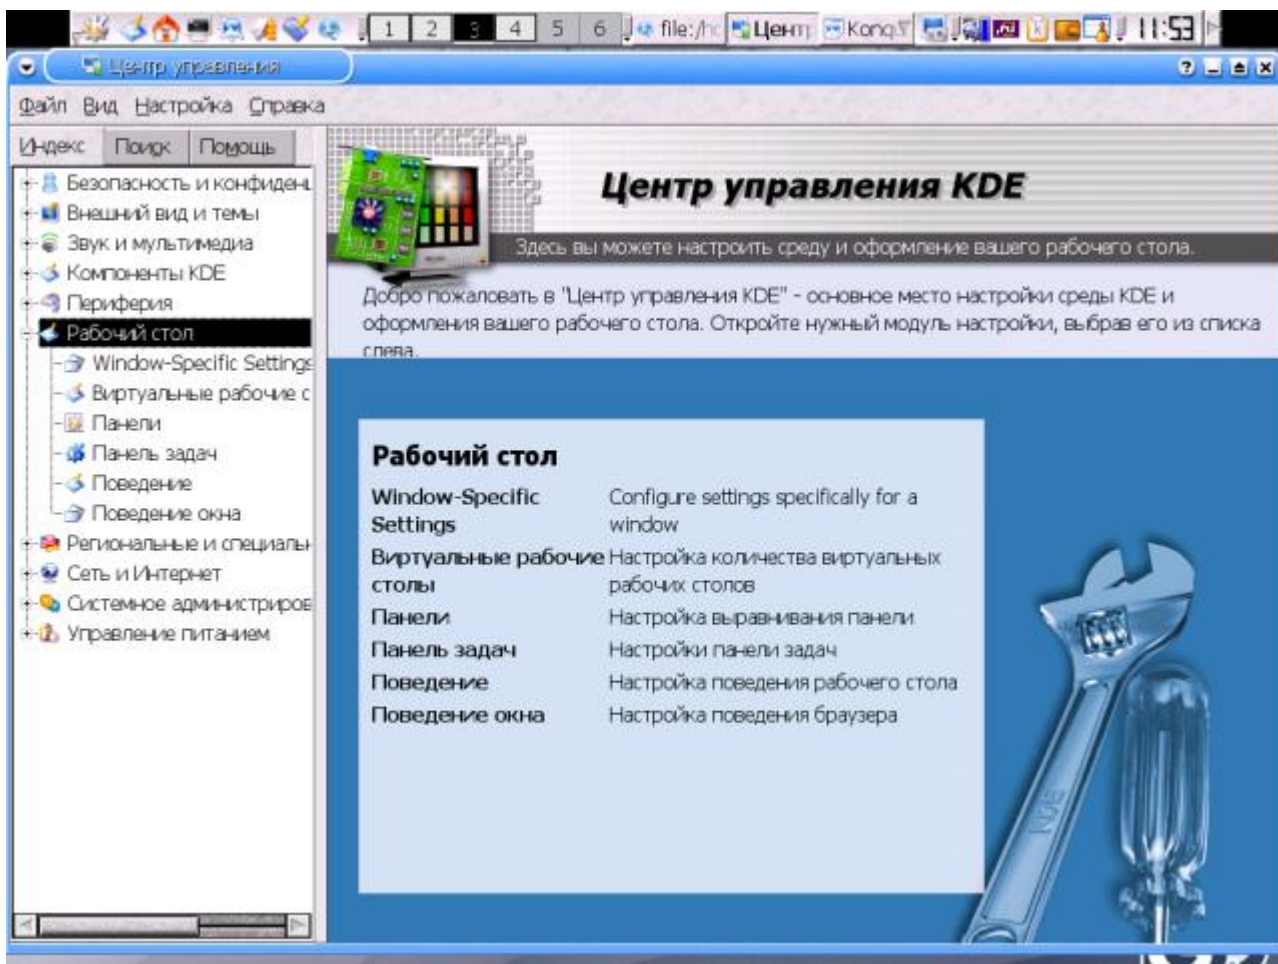 1 2 3 4 5 6 file:/hc Центр Konq 11:53
Центр управления
Файл Вид Настройка Справка
Индекс Поиск Помощь
Безопасность и конфиденц
Внешний вид и темы
Звук и мультимедиа
Компоненты KDE
Периферия
Рабочий стол
Window-Specific Settings
Виртуальные рабочие с
Панели
Панель задач
Поведение
Поведение окна
Региональные и специальн
Сеть и Интернет
Системное администриров
Управление питанием
Центр управления KDE
Здесь вы можете настроить среду и оформление вашего рабочего стола.
Добро пожаловать в "Центр управления KDE" - основное место настройки среды KDE и
оформления вашего рабочего стола. Откройте нужный модуль настройки, выбрав его из списка
слева.
Рабочий стол
Window-Specific Configure settings specifically for a
Settings window
Виртуальные рабочие Настройка количества виртуальных
столы рабочих столов
Панели Настройка выравнивания панели
Панель задач Настройки панели задач
Поведение Настройка поведения рабочего стола
Поведение окна Настройка поведения браузера
KDE